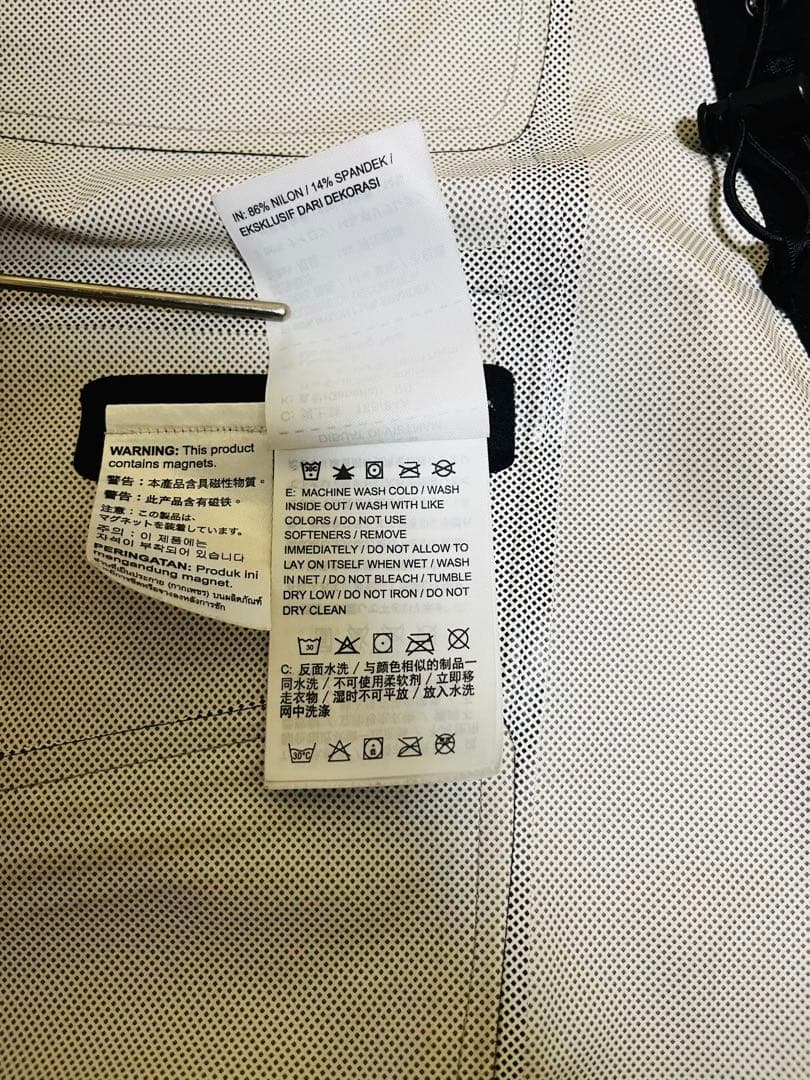 IN: 86% NILON / 14% SPANDEK /
EKSKLUSIF DARI DEKORASI
WARNING: This product
contains magnets.
警告：本產品含具磁性物質。
警告：此产品含有磁铁。
注意：この製品は、
マグネットを装着しています。
주의：이 제품에는
자석이 부착되어 있습니다
PERINGATAN: Produk ini
mengandung magnet.
E: MACHINE WASH COLD / WASH
INSIDE OUT / WASH WITH LIKE
COLORS / DO NOT USE
SOFTENERS / REMOVE
IMMEDIATELY / DO NOT ALLOW TO
LAY ON ITSELF WHEN WET / WASH
IN NET / DO NOT BLEACH / TUMBLE
DRY LOW / DO NOT IRON / DO NOT
DRY CLEAN
30
C: 反面水洗 / 与颜色相似的制品一
同水洗 / 不可使用柔软剂 / 立即移
走衣物 / 湿时不可平放 / 放入水洗
网中洗涤
30°C